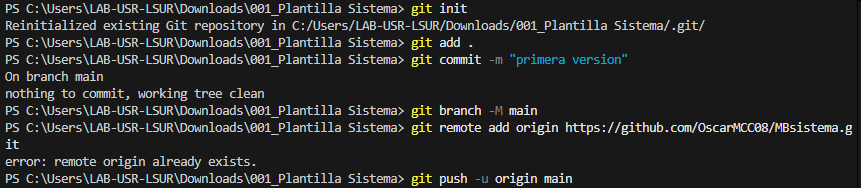 PS C:\Users\LAB-USR-LSUR\Downloads\001_Plantilla Sistema> git init
Reinitialized existing Git repository in C:/Users/LAB-USR-LSUR/Downloads/001_Plantilla Sistema/.git/
PS C:\Users\LAB-USR-LSUR\Downloads\001_Plantilla Sistema> git add .
PS C:\Users\LAB-USR-LSUR\Downloads\001_Plantilla Sistema> git commit -m "primera version"
On branch main
nothing to commit, working tree clean
PS C:\Users\LAB-USR-LSUR\Downloads\001_Plantilla Sistema> git branch -M main
PS C:\Users\LAB-USR-LSUR\Downloads\001_Plantilla Sistema> git remote add origin https://github.com/OscarMCC08/MBsistema.g
it
error: remote origin already exists.
PS C:\Users\LAB-USR-LSUR\Downloads\001_Plantilla Sistema> git push -u origin main